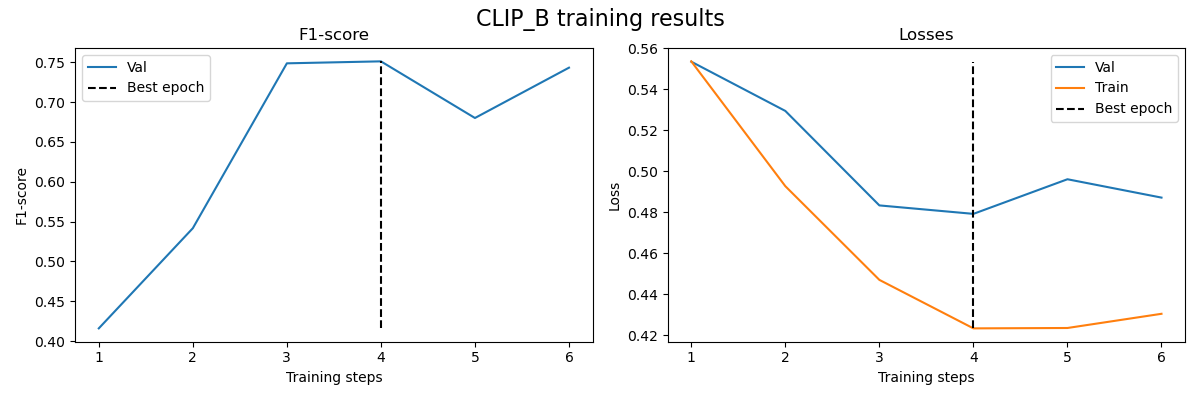 CLIP_B training results
F1-score
Val
Best epoch
0.75
0.70
0.65
0.60
0.55
0.50
0.45
0.40
F1-score
1 2 3 4 5 6
Training steps
Losses
Val
Train
Best epoch
0.56
0.54
0.52
0.50
0.48
0.46
0.44
0.42
Loss
1 2 3 4 5 6
Training steps